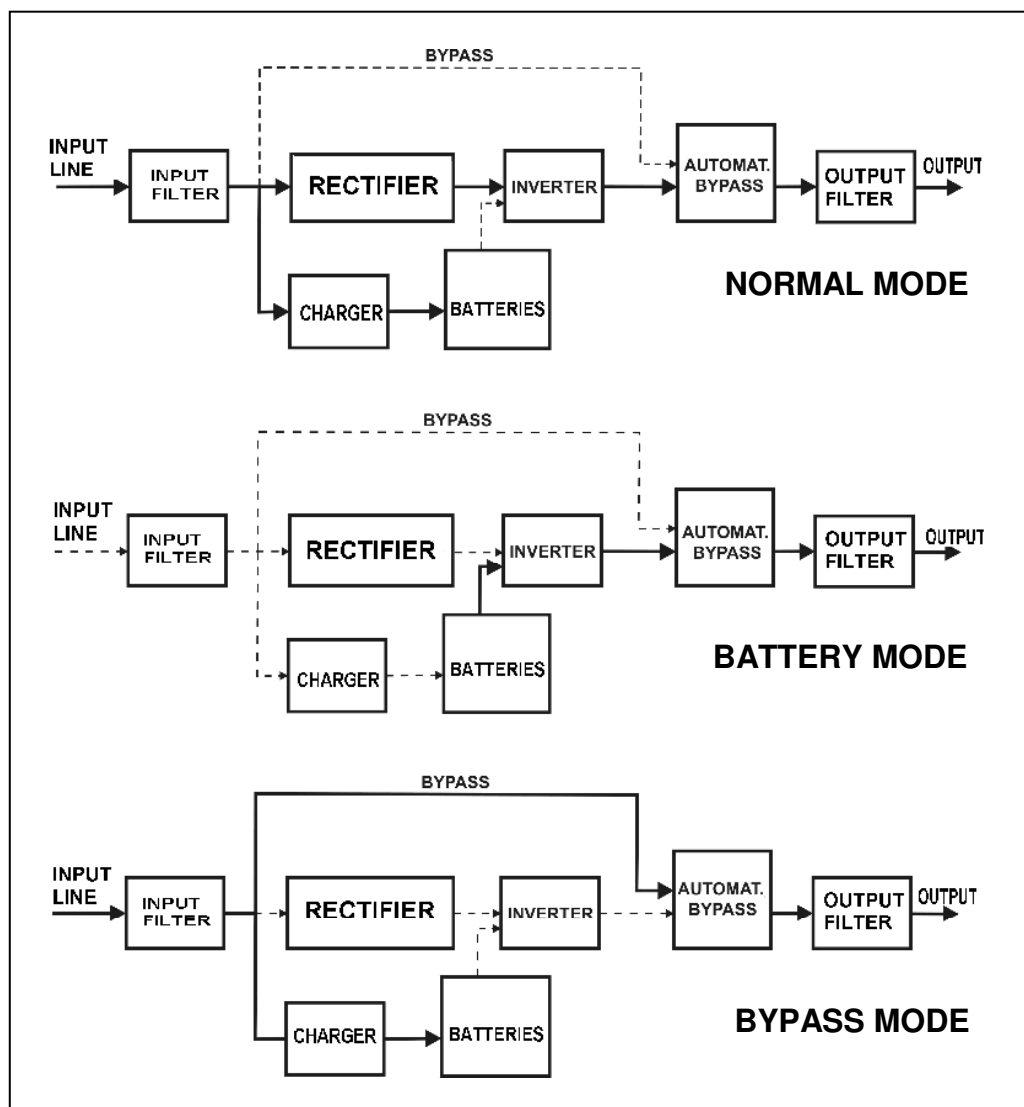 BYPASS
INPUT
LINE
INPUT
FILTER
RECTIFIER
INVERTER
AUTOMAT.
BYPASS
OUTPUT
FILTER
OUTPUT
CHARGER
BATTERIES
NORMAL MODE
BYPASS
INPUT
LINE
INPUT
FILTER
RECTIFIER
INVERTER
AUTOMAT.
BYPASS
OUTPUT
FILTER
OUTPUT
CHARGER
BATTERIES
BATTERY MODE
BYPASS
INPUT
LINE
INPUT
FILTER
RECTIFIER
INVERTER
AUTOMAT.
BYPASS
OUTPUT
FILTER
OUTPUT
CHARGER
BATTERIES
BYPASS MODE